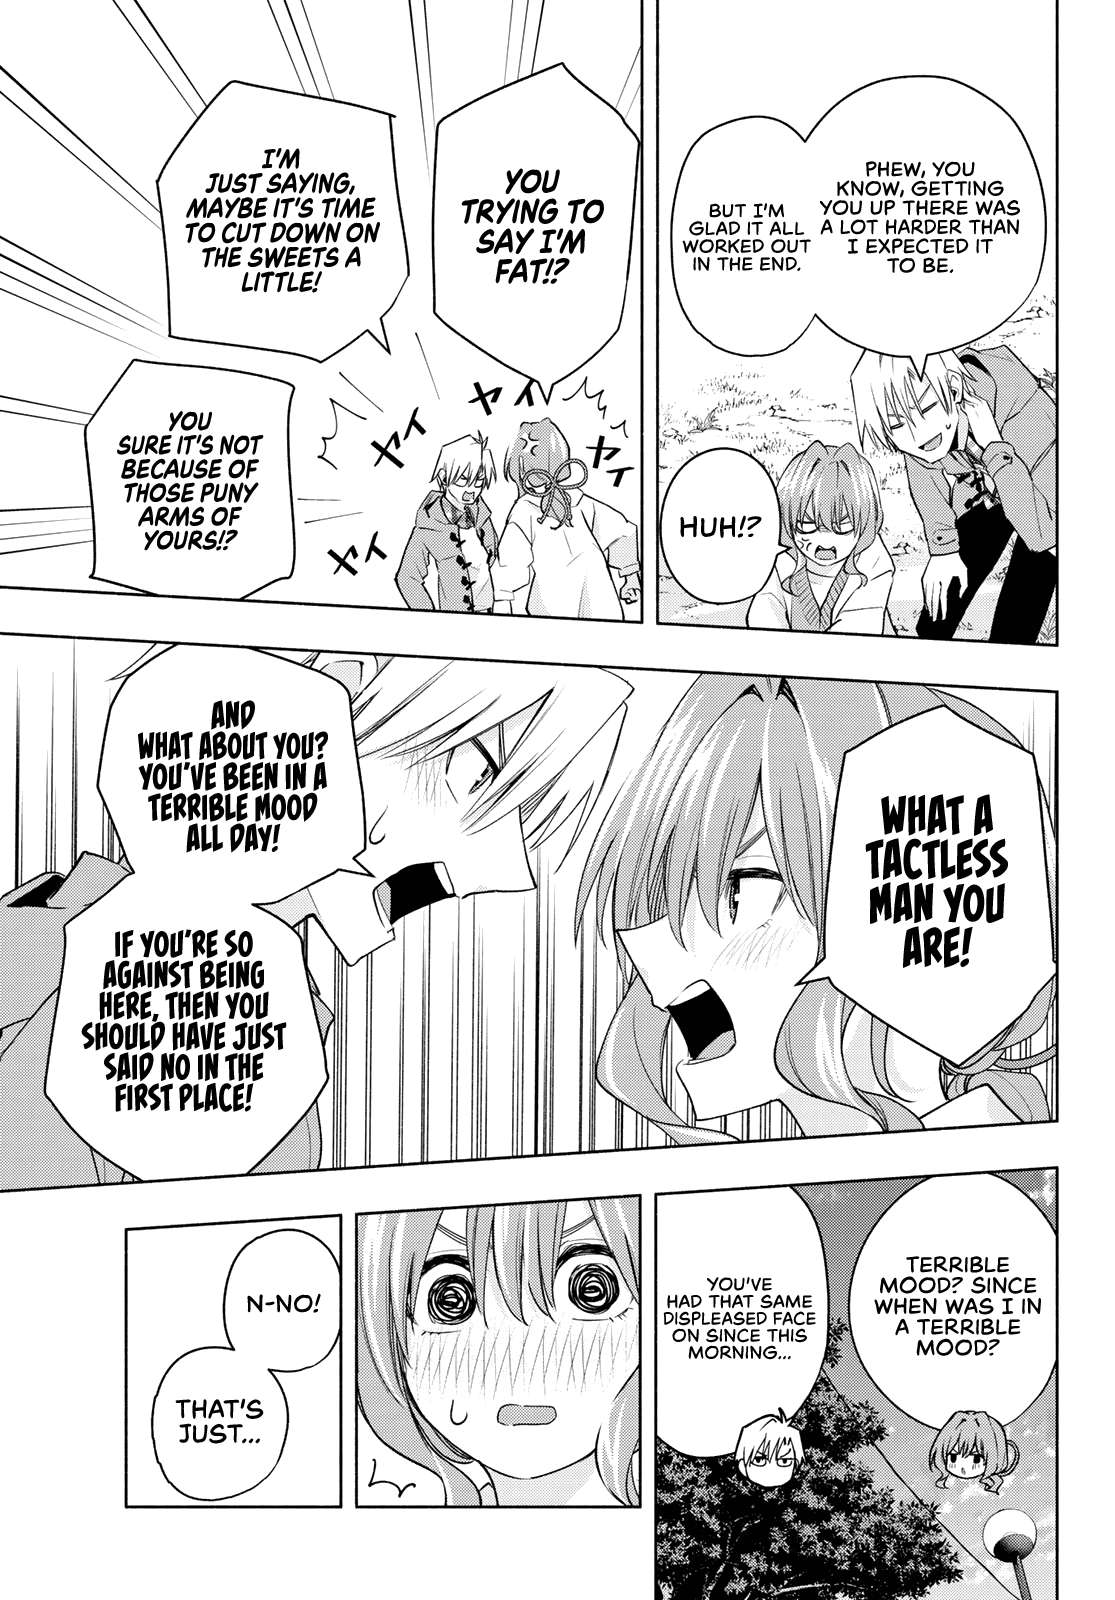 PHEW, YOU
KNOW, GETTING
YOU UP THERE WAS
A LOT HARDER THAN
I EXPECTED IT
TO BE.
BUT I'M
GLAD IT ALL
WORKED OUT
IN THE END.
HUH!?
YOU
TRYING TO
SAY I'M
FAT!?
I'M
JUST SAYING,
MAYBE IT'S TIME
TO CUT DOWN ON
THE SWEETS A
LITTLE!
YOU
SURE IT'S NOT
BECAUSE OF
THOSE PUNY
ARMS OF
YOURS!?
ヤイ
ヤイ
ヤイ
ヤイ
WHAT A
TACTLESS
MAN YOU
ARE!
AND
WHAT ABOUT YOU?
YOU'VE BEEN IN A
TERRIBLE MOOD
ALL DAY!
IF YOU'RE SO
AGAINST BEING
HERE, THEN YOU
SHOULD HAVE JUST
SAID NO IN THE
FIRST PLACE!
TERRIBLE
MOOD? SINCE
WHEN WAS I IN
A TERRIBLE
MOOD?
YOU'VE
HAD THAT SAME
DISPLEASED FACE
ON SINCE THIS
MORNING...
N-NO!
THAT'S
JUST...